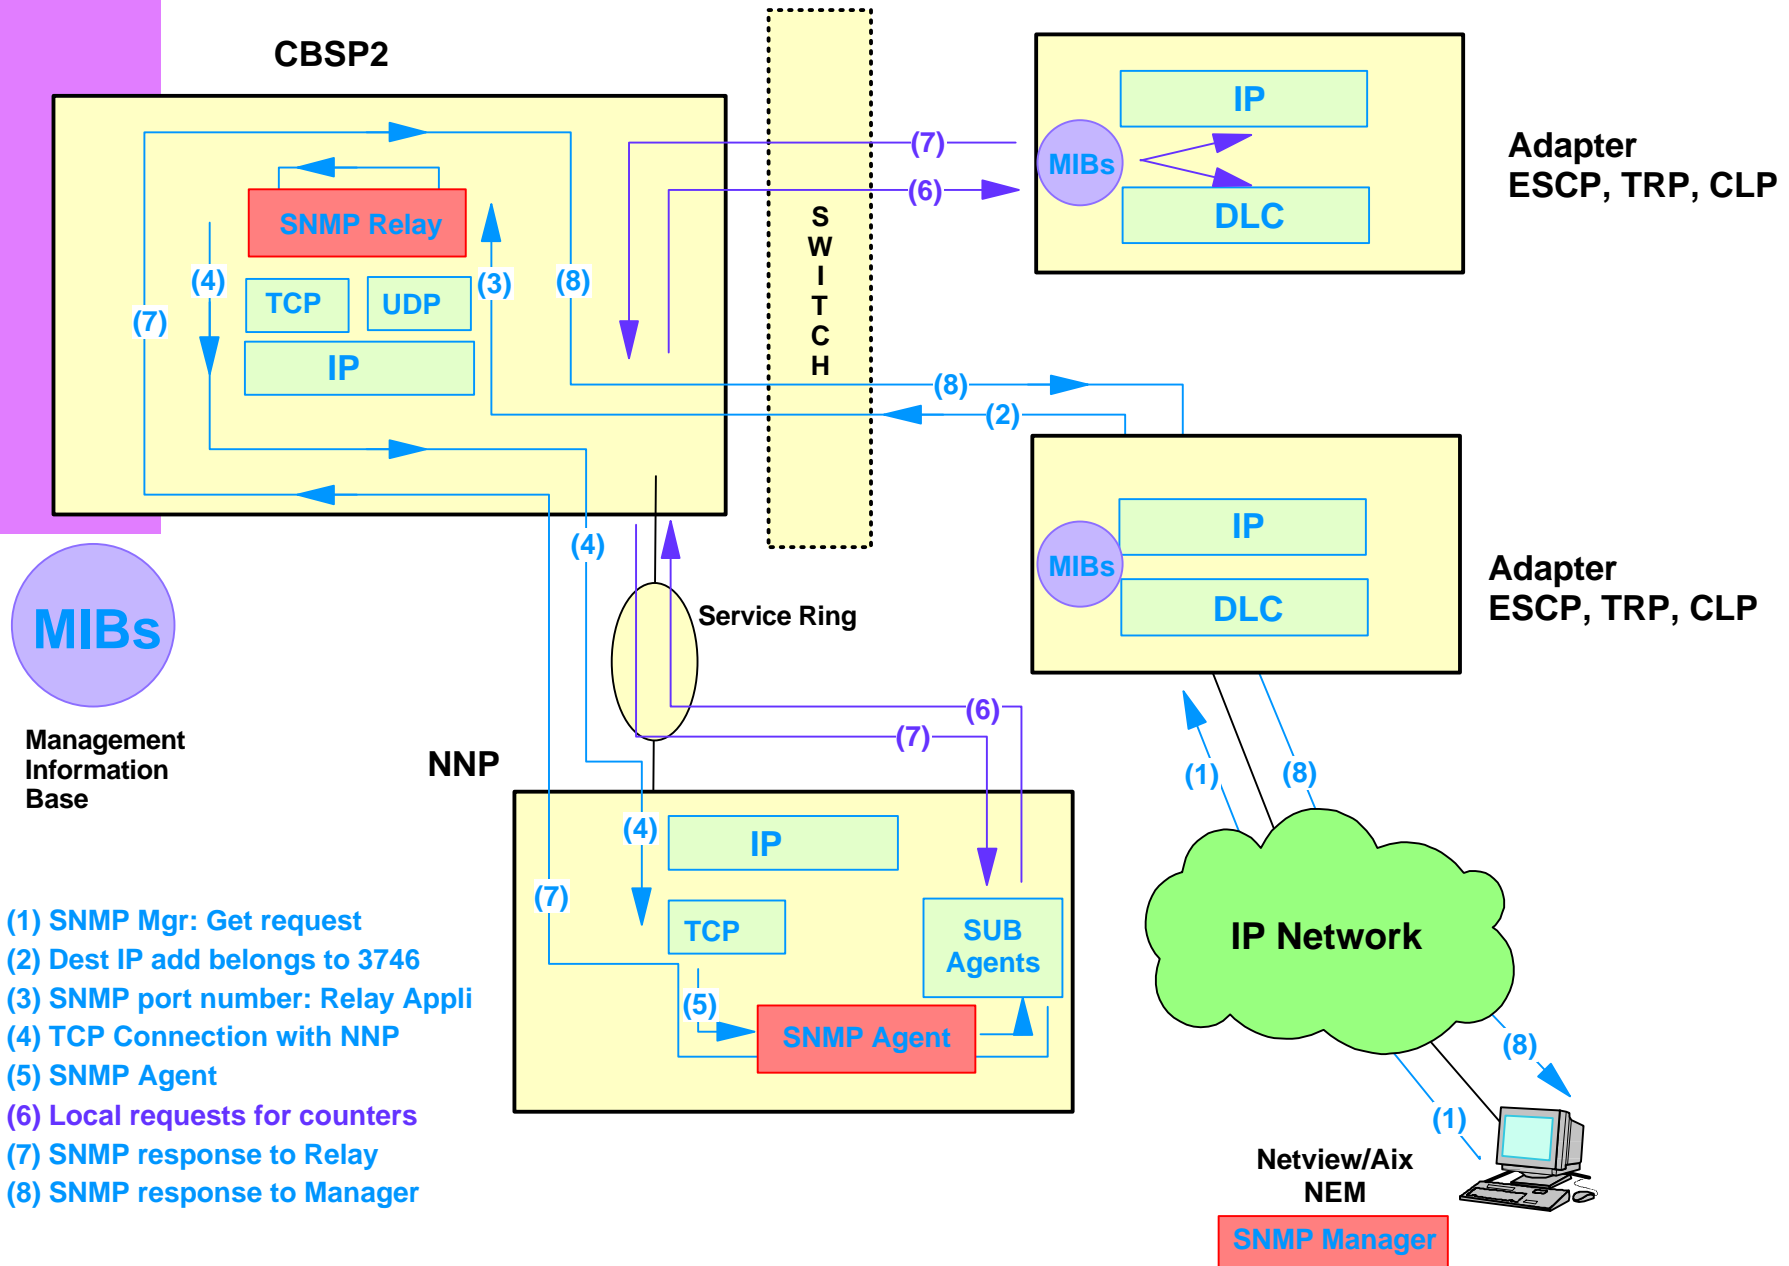 CBSP2
SNMP Relay
TCP
UDP
IP
(7)
(4)
(3)
(8)
(4)
S
W
I
T
C
H
(7)
(6)
(8)
(2)
IP
MIBs
DLC
Adapter
ESCP, TRP, CLP
IP
MIBs
DLC
Adapter
ESCP, TRP, CLP
MIBs
Management
Information
Base
Service Ring
(6)
(7)
NNP
IP
(4)
(7)
TCP
SUB
Agents
(5)
SNMP Agent
(1)
(8)
IP Network
(8)
(1)
Netview/Aix
NEM
SNMP Manager
(1) SNMP Mgr: Get request
(2) Dest IP add belongs to 3746
(3) SNMP port number: Relay Appli
(4) TCP Connection with NNP
(5) SNMP Agent
(6) Local requests for counters
(7) SNMP response to Relay
(8) SNMP response to Manager